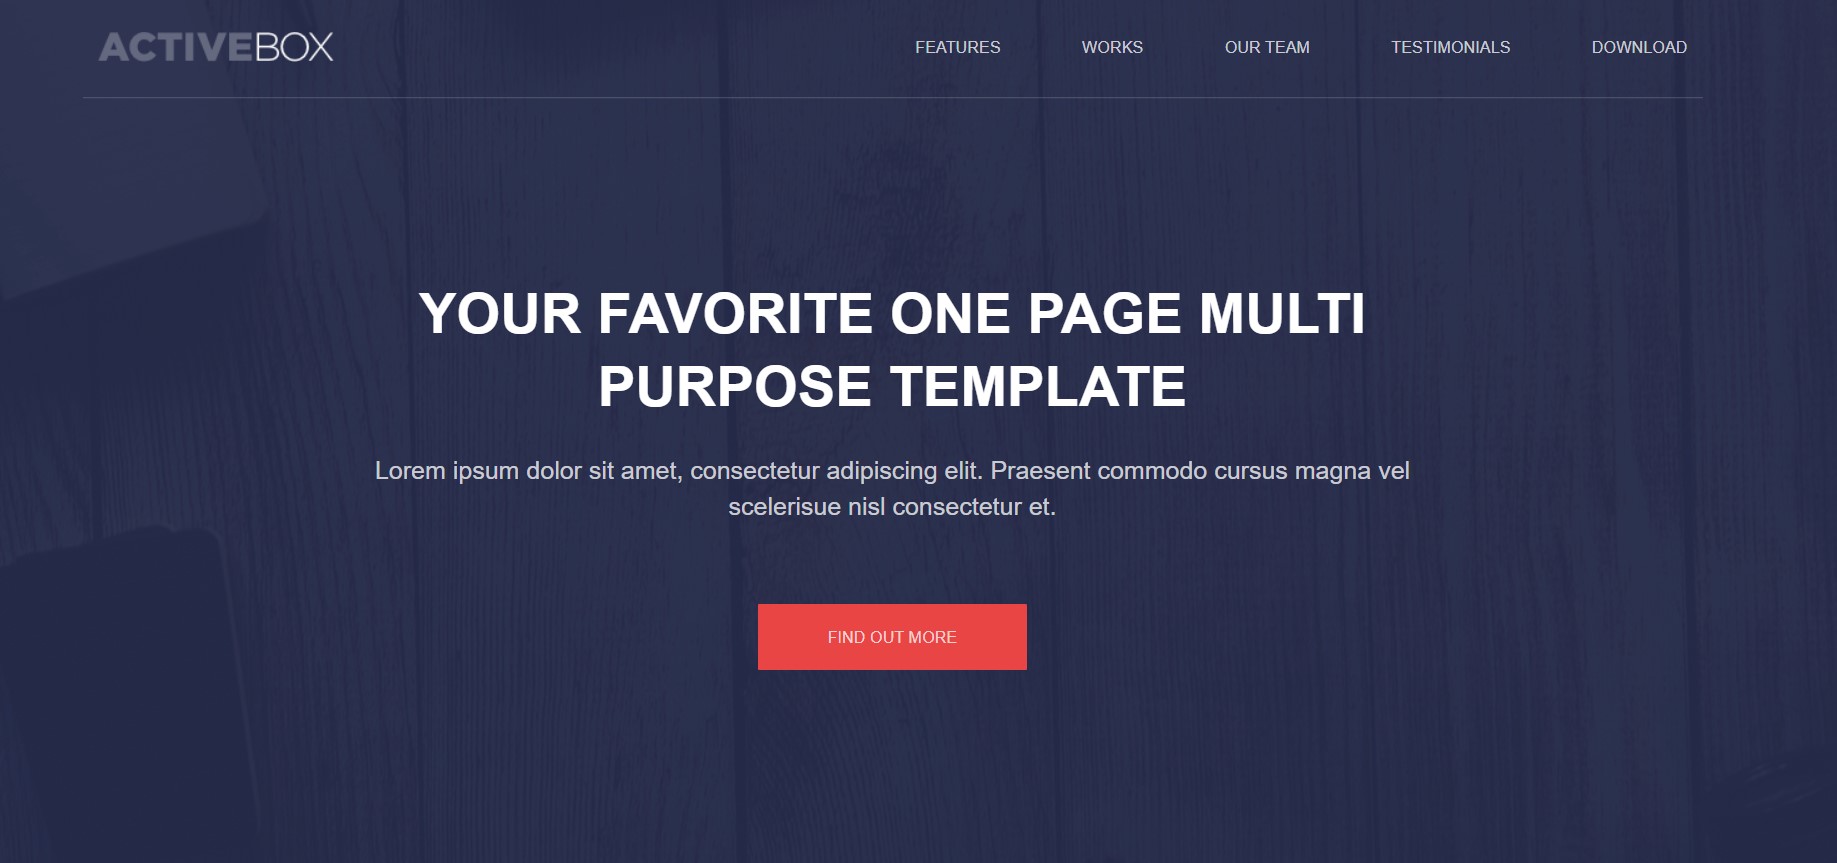 ACTIVEBOX
FEATURES WORKS OUR TEAM TESTIMONIALS DOWNLOAD
YOUR FAVORITE ONE PAGE MULTI
PURPOSE TEMPLATE
Lorem ipsum dolor sit amet, consectetur adipiscing elit. Praesent commodo cursus magna vel
scelerisue nisl consectetur et.
FIND OUT MORE